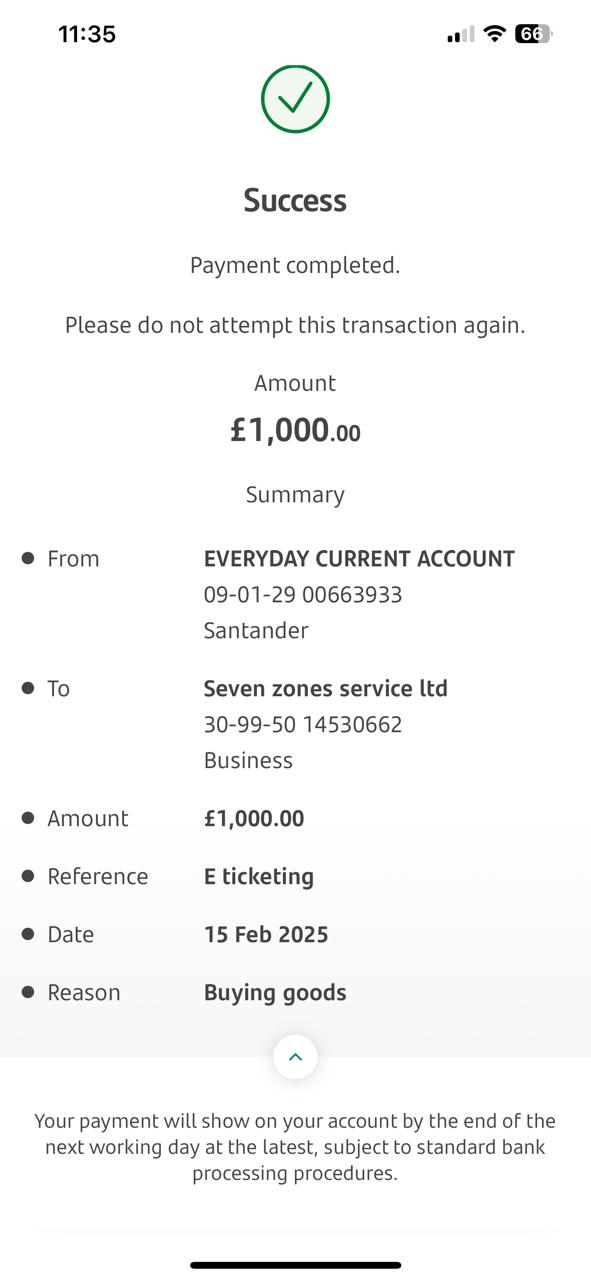 11:35
66
Success
Payment completed.
Please do not attempt this transaction again.
Amount
£1,000.00
Summary
From EVERYDAY CURRENT ACCOUNT
09-01-29 00663933
Santander
To Seven zones service ltd
30-99-50 14530662
Business
Amount £1,000.00
Reference E ticketing
Date 15 Feb 2025
Reason Buying goods
Your payment will show on your account by the end of the
next working day at the latest, subject to standard bank
processing procedures.